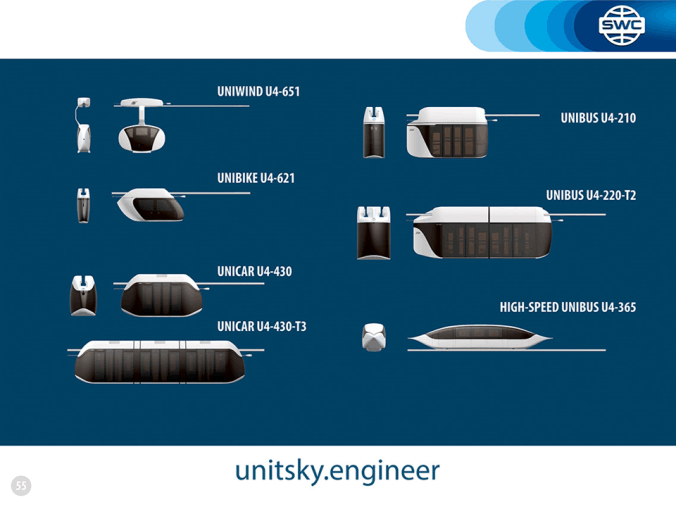 SWC
UNIWIND U4-651
UNIBIKE U4-621
UNICAR U4-430
UNICAR U4-430-T3
UNIBUS U4-210
UNIBUS U4-220-T2
HIGH-SPEED UNIBUS U4-365
unitsky.engineer
55